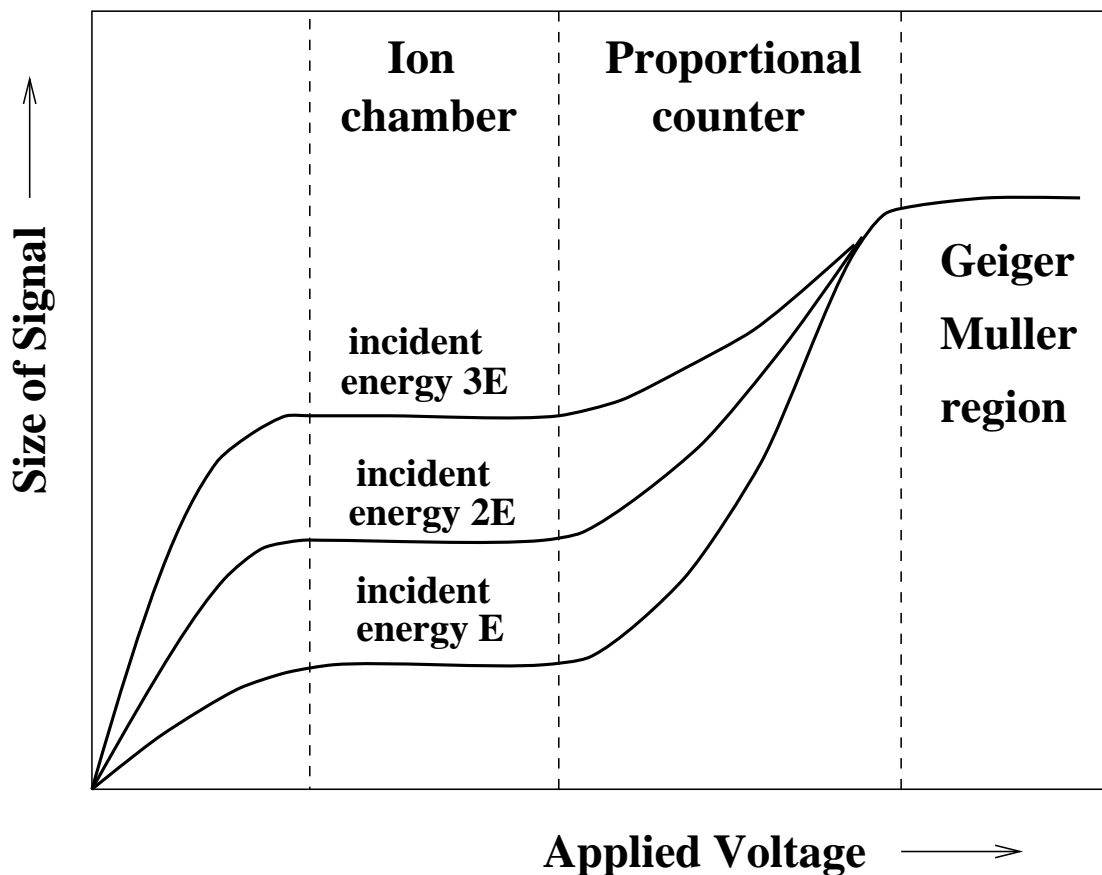 Ion
chamber
Proportional
counter
Size of Signal
Geiger
Muller
region
incident
energy 3E
incident
energy 2E
incident
energy E
Applied Voltage